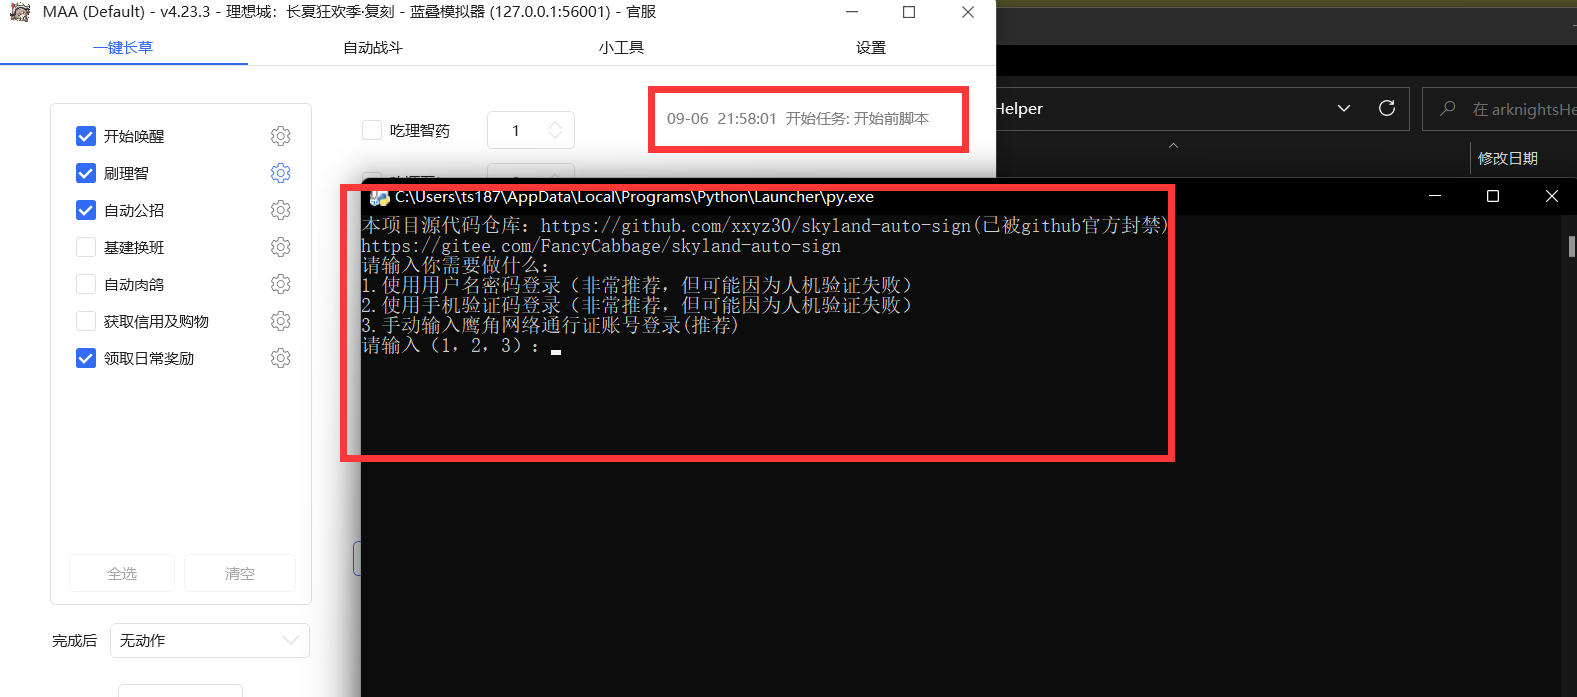 MAA (Default) - v4.23.3 - 理想城：长夏狂欢季·复刻 - 蓝叠模拟器 (127.0.0.1:56001) - 官服
一键长草
自动战斗
小工具
设置
开始唤醒
刷理智
自动公招
基建换班
自动肉鸽
获取信用及购物
领取日常奖励
全选
清空
完成后
无动作
吃理智药
1
09-06 21:58:01 开始任务: 开始前脚本
Helper
在 arknightsHe
修改日期
C:\Users\ts187\AppData\Local\Programs\Python\Launcher\py.exe
本项目源代码仓库：https://github.com/xxyz30/skyland-auto-sign(已被github官方封禁)
https://gitee.com/FancyCabbage/skyland-auto-sign
请输入你需要做什么：
1.使用用户名密码登录（非常推荐，但可能因为人机验证失败）
2.使用手机验证码登录（非常推荐，但可能因为人机验证失败）
3.手动输入鹰角网络通行证账号登录(推荐)
请输入（1，2，3）：